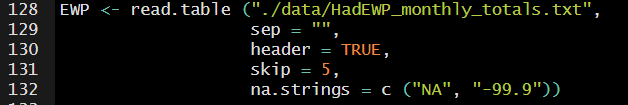 128 EWP <- read.table ("./data/HadEWP_monthly_totals.txt",
129 sep = "",
130 header = TRUE,
131 skip = 5,
132 na.strings = c ("NA", "-99.9"))